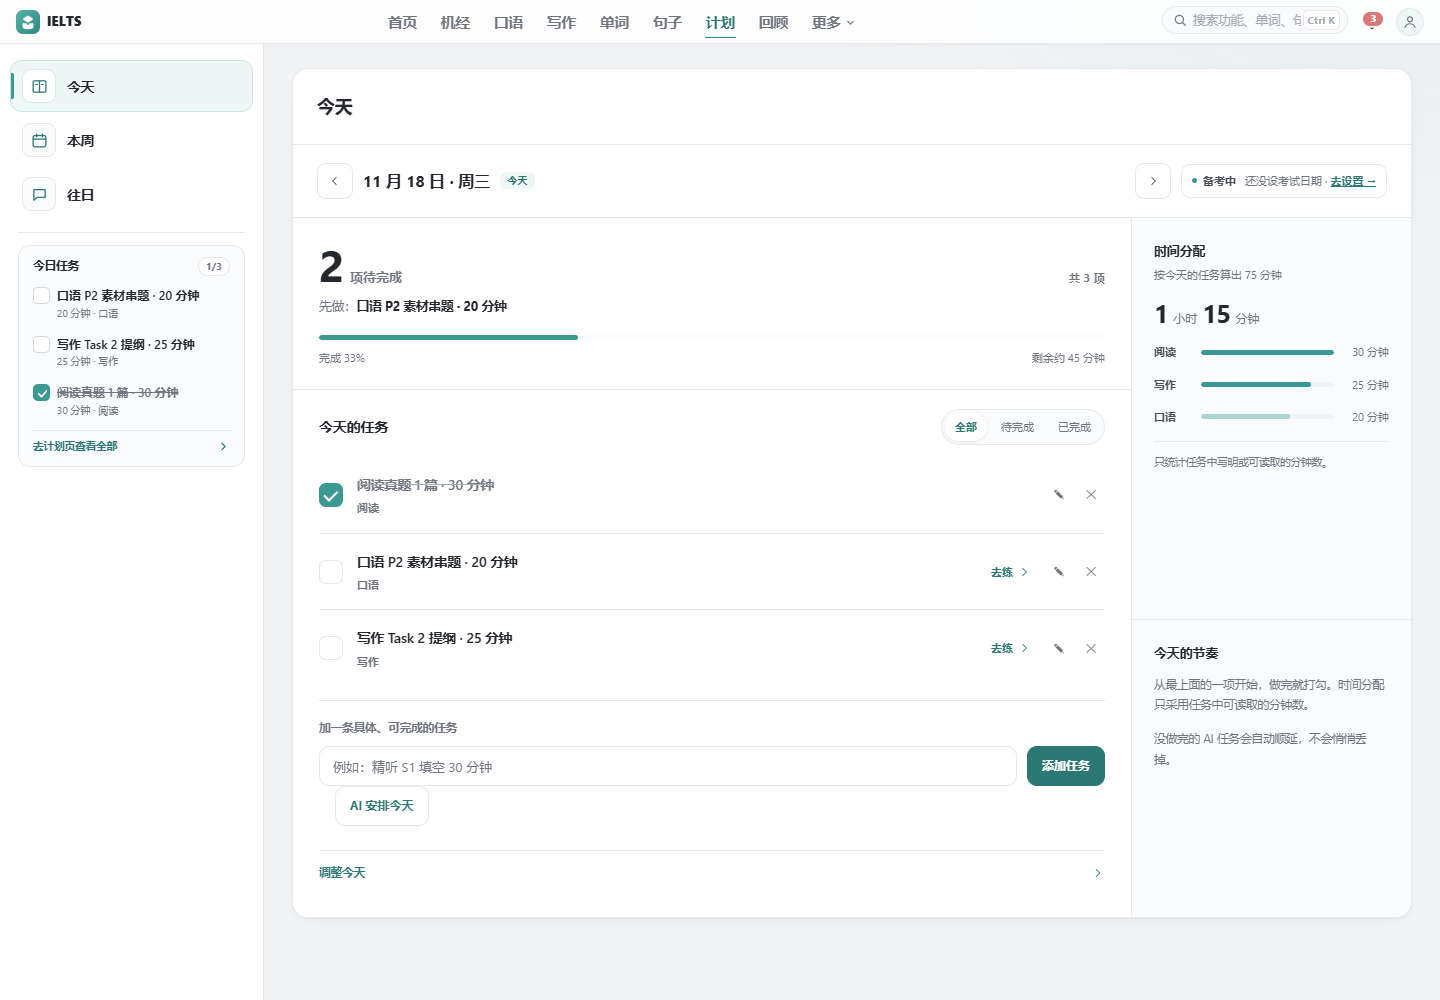 IELTS
首页 机经 口语 写作 单词 句子 计划 回顾 更多
搜索功能、单词、句 Ctrl K
3
今天
本周
往日
今日任务 1/3
口语 P2 素材串题 · 20 分钟
20 分钟 · 口语
写作 Task 2 提纲 · 25 分钟
25 分钟 · 写作
阅读真题 1 篇 · 30 分钟
30 分钟 · 阅读
去计划页查看全部
今天
11 月 18 日 · 周三 今天
备考中 还没设考试日期 · 去设置 →
2 项待完成 共 3 项
先做：口语 P2 素材串题 · 20 分钟
完成 33% 剩余约 45 分钟
今天的任务 全部 待完成 已完成
阅读真题 1 篇 · 30 分钟
阅读
口语 P2 素材串题 · 20 分钟
口语
去练
写作 Task 2 提纲 · 25 分钟
写作
去练
加一条具体、可完成的任务
例如：精听 S1 填空 30 分钟 添加任务
AI 安排今天
调整今天
时间分配
按今天的任务算出 75 分钟
1 小时 15 分钟
阅读 30 分钟
写作 25 分钟
口语 20 分钟
只统计任务中写明或可读取的分钟数。
今天的节奏
从最上面的一项开始，做完就打勾。时间分配
只采用任务中可读取的分钟数。
没做完的 AI 任务会自动顺延，不会悄悄丢
掉。